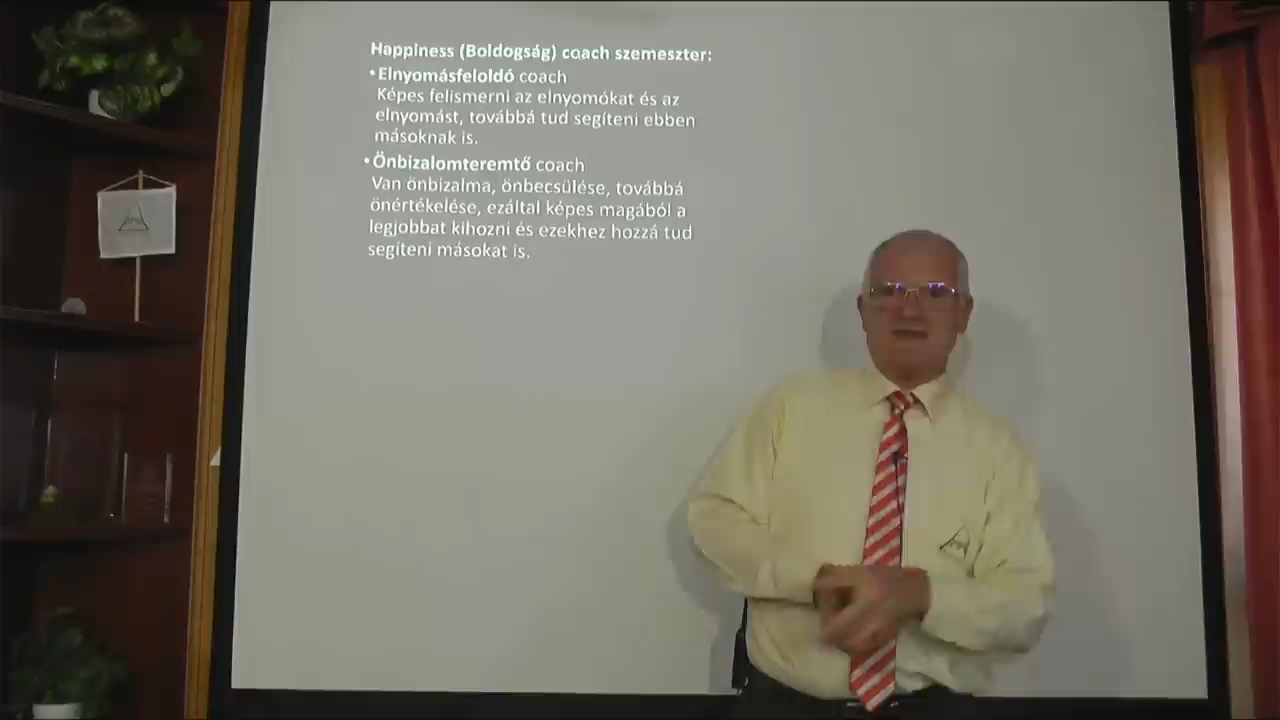 Happiness (Boldogság) coach szemeszter:
•Elnyomásfeloldó coach
Képes felismerni az elnyomókat és az
elnyomást, továbbá tud segíteni ebben
másoknak is.
•Önbizalomteremtő coach
Van önbizalma, önbecsülése, továbbá
önértékelése, ezáltal képes magából a
legjobbat kihozni és ezekhez hozzá tud
segíteni másokat is.